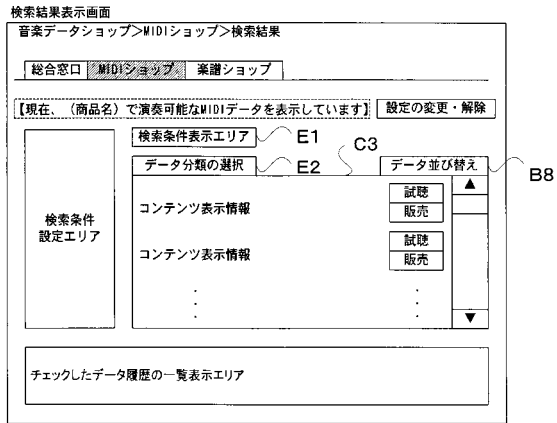 検索結果表示画面
音楽データショップ＞MIDIショップ＞検索結果
総合窓口 MIDIショップ 楽譜ショップ
【現在、（商品名）で演奏可能なMIDIデータを表示しています】 設定の変更・解除
検索条件表示エリア E1
C3
データ分類の選択 E2 データ並び替え B8
▲
検索条件
設定エリア
コンテンツ表示情報 試聴
販売
コンテンツ表示情報 試聴
販売
▼
チェックしたデータ履歴の一覧表示エリア